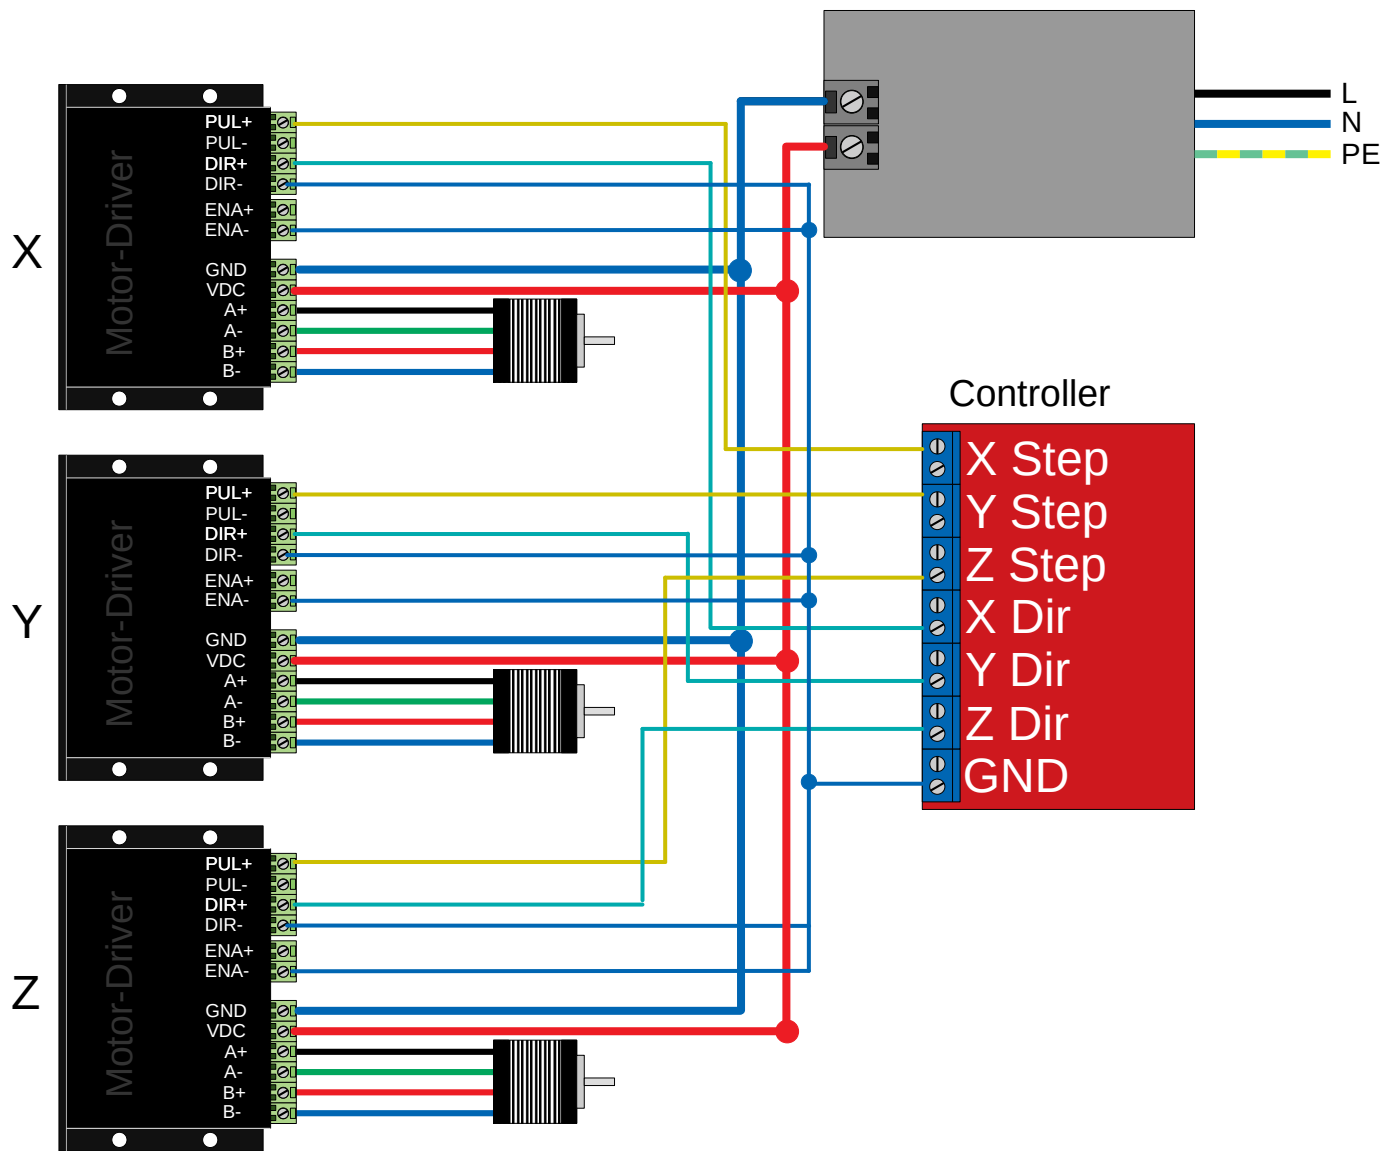 L
N
PE
X
Motor-Driver
PUL+
PUL-
DIR+
DIR-
ENA+
ENA-
GND
VDC
A+
A-
B+
B-
Controller
X Step
Y Step
Z Step
X Dir
Y Dir
Z Dir
GND
Y
Motor-Driver
PUL+
PUL-
DIR+
DIR-
ENA+
ENA-
GND
VDC
A+
A-
B+
B-
Z
Motor-Driver
PUL+
PUL-
DIR+
DIR-
ENA+
ENA-
GND
VDC
A+
A-
B+
B-